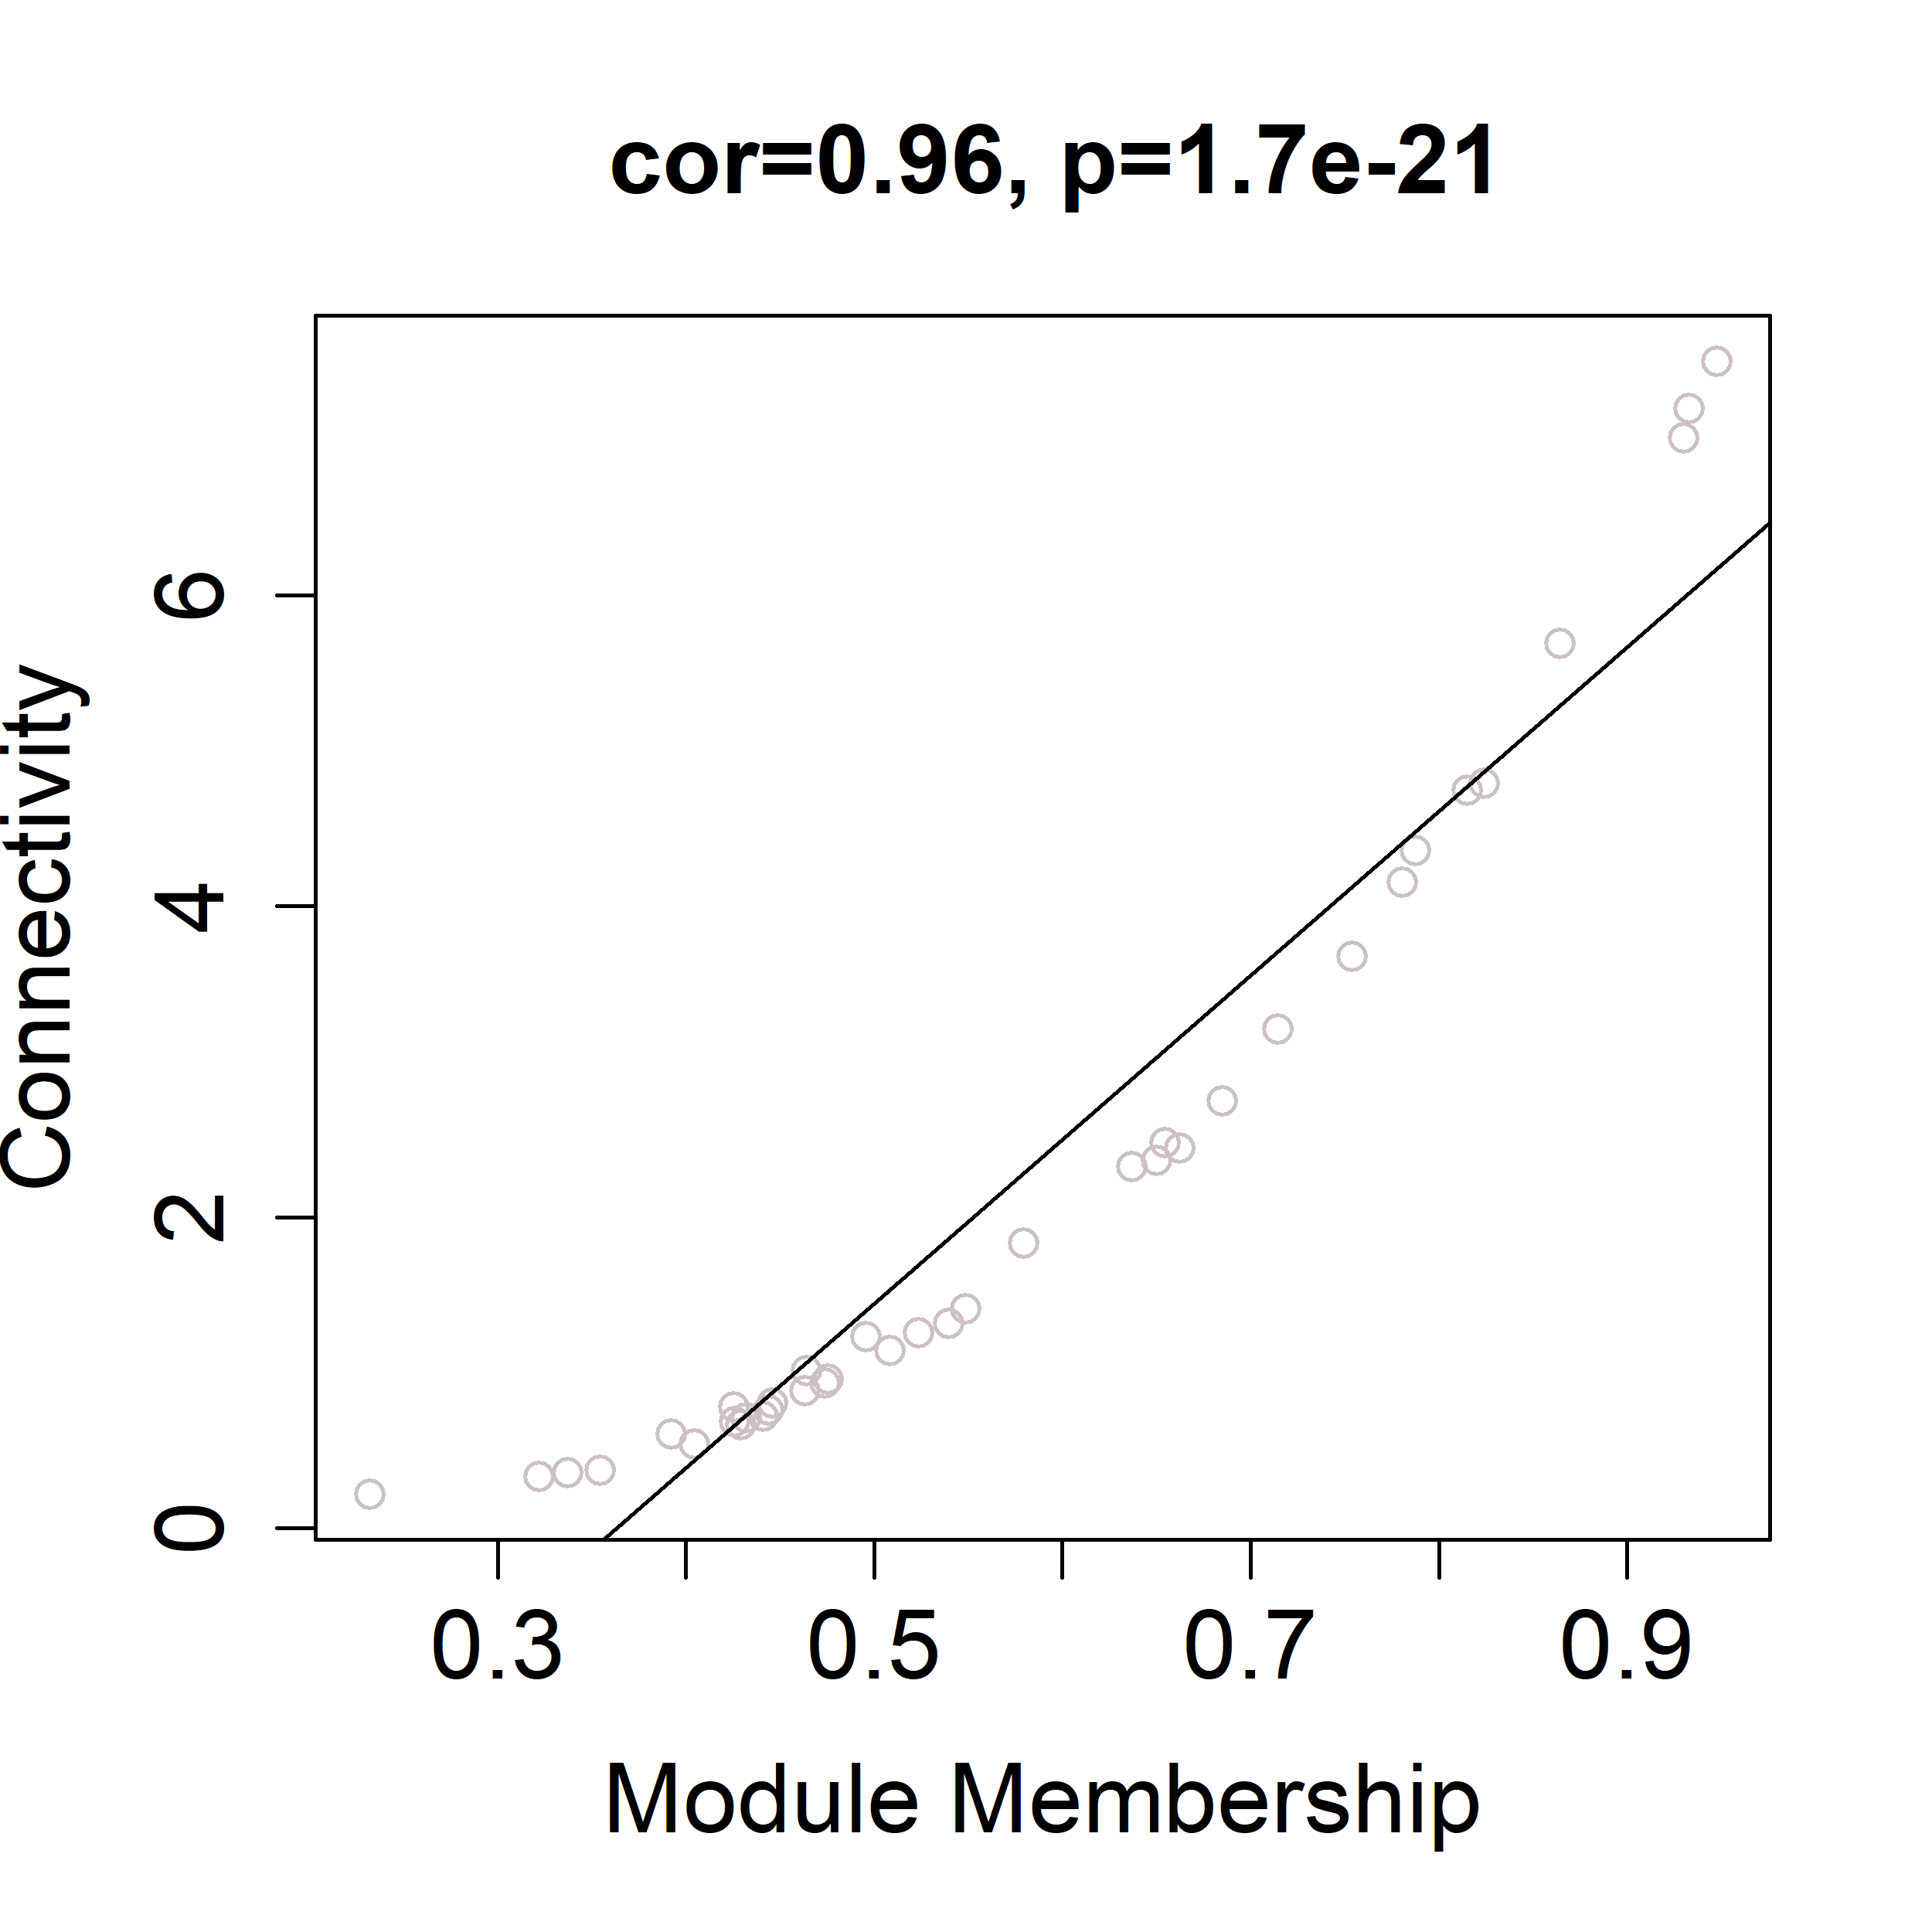 cor=0.96, p=1.7e-21
Connectivity
6
4
2
0
0.3 0.5 0.7 0.9
Module Membership